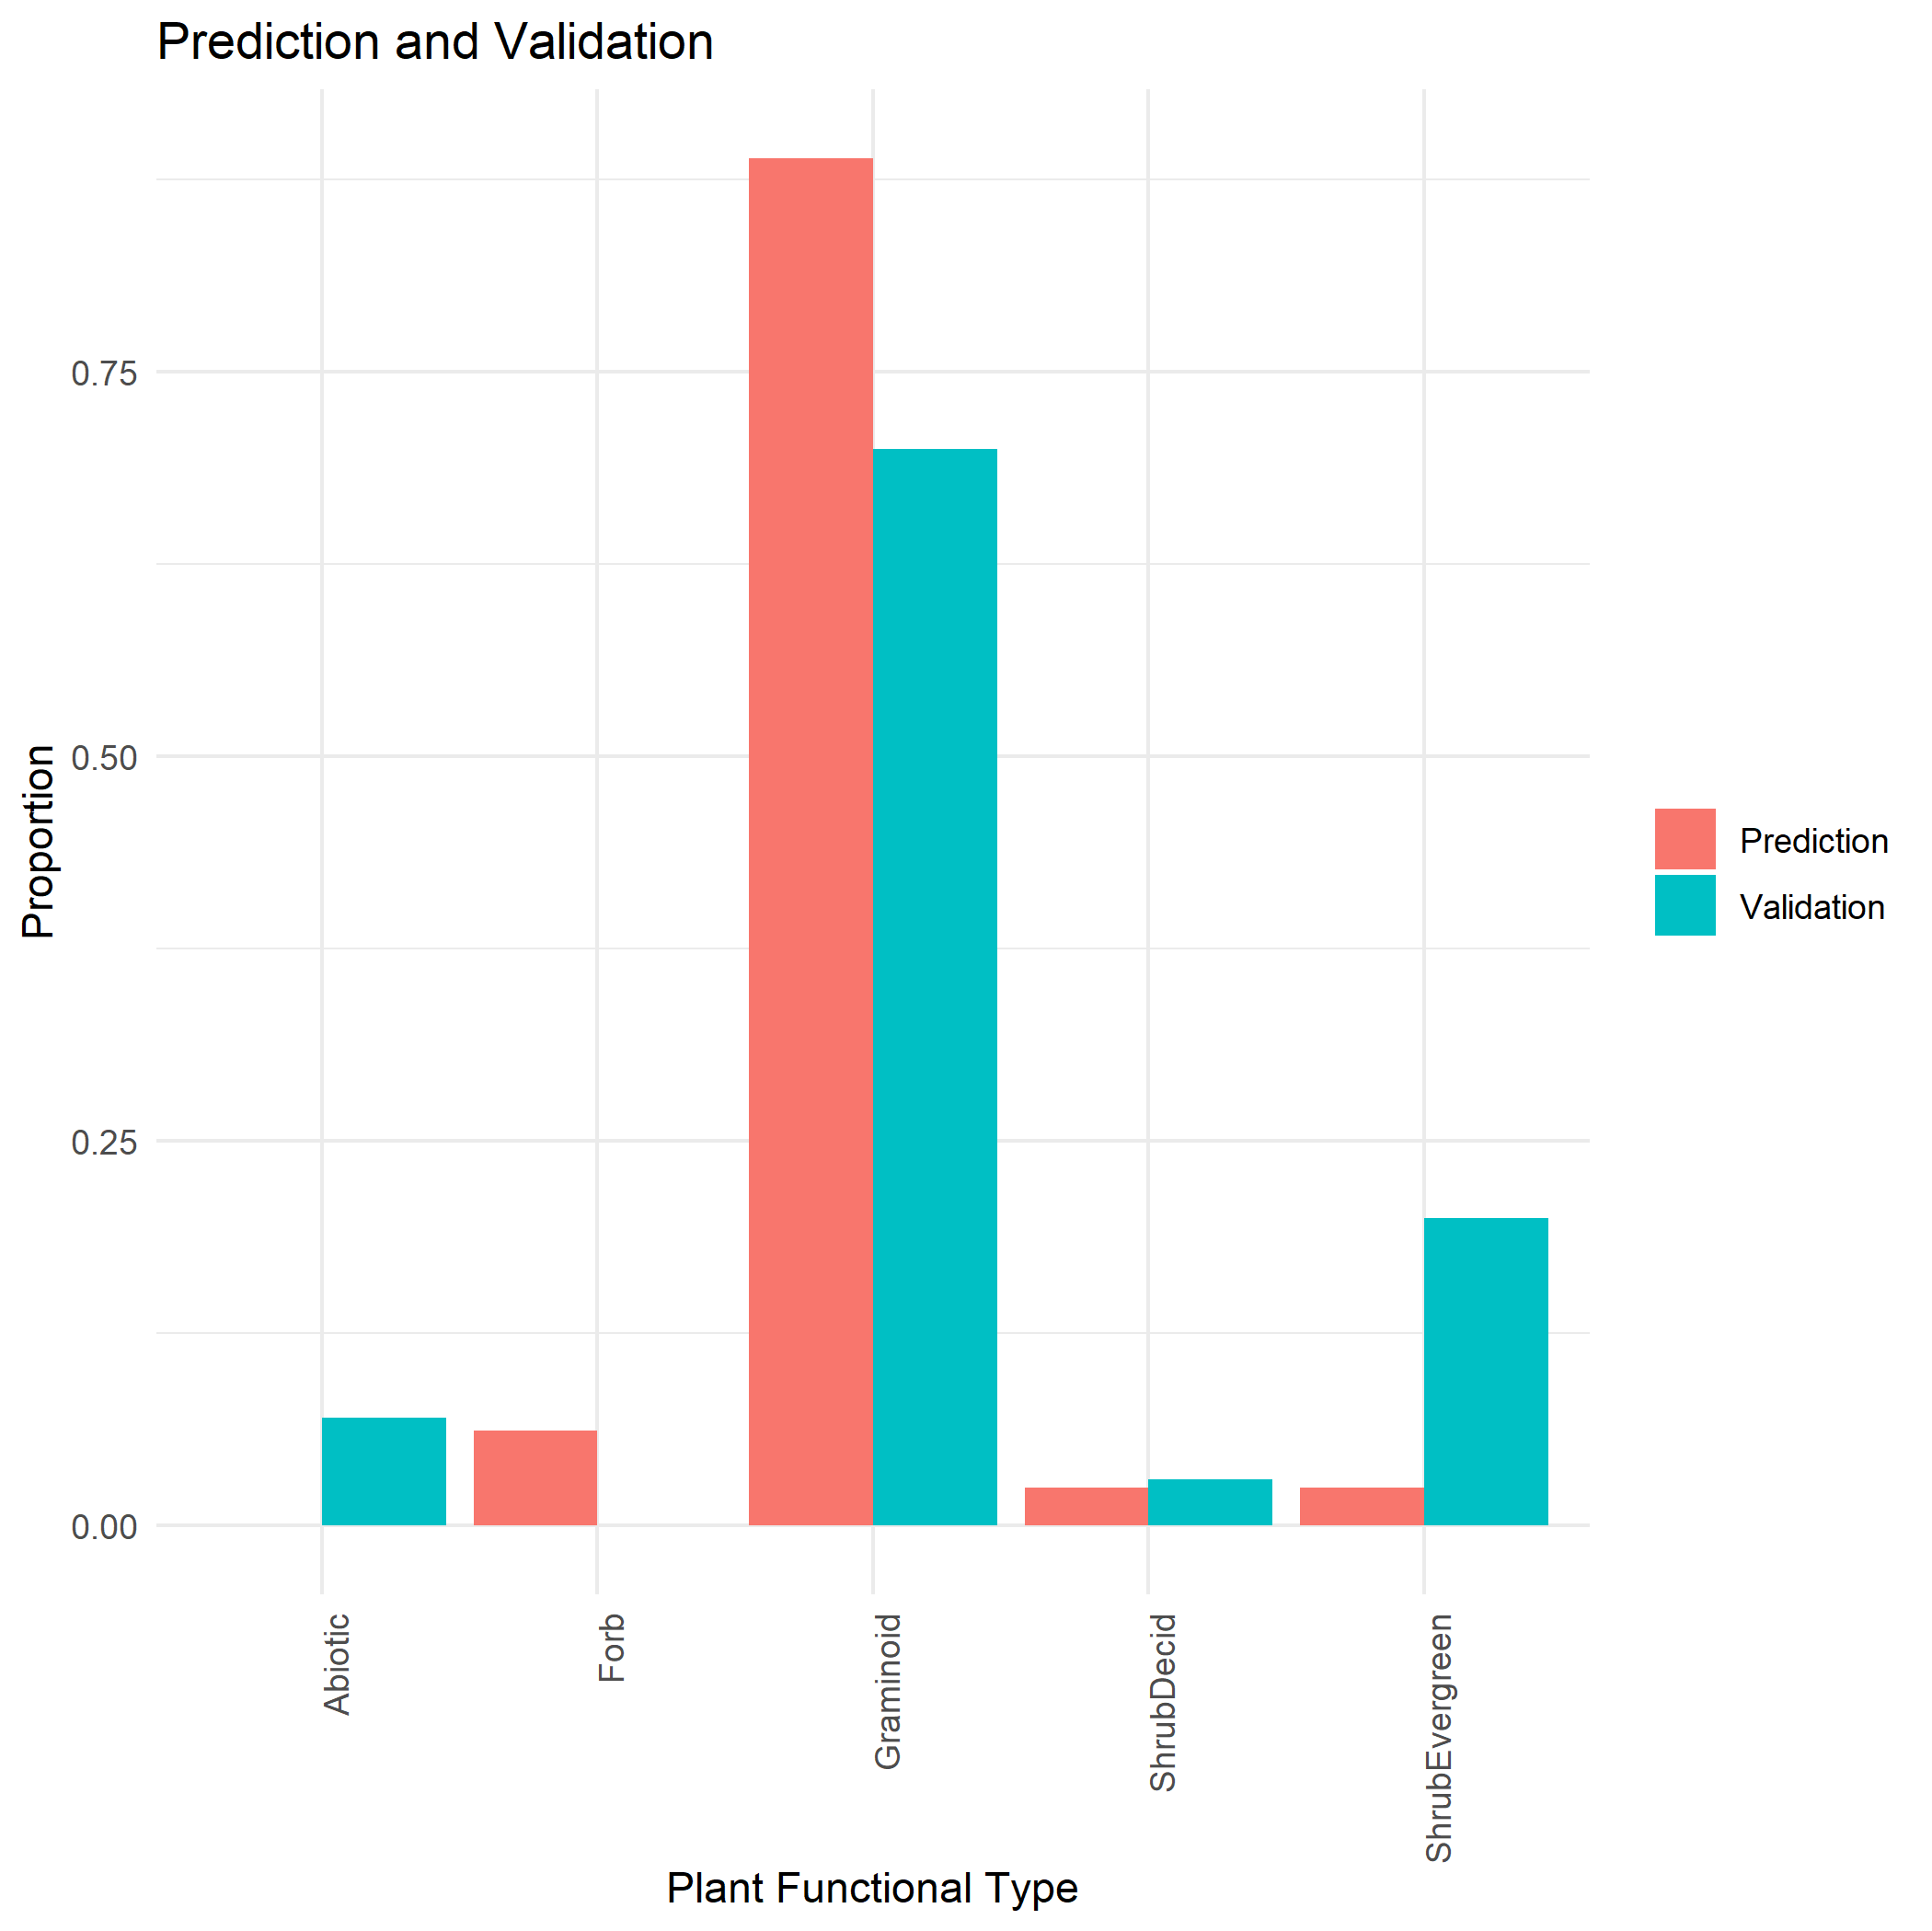 Prediction and Validation
Proportion
0.75
0.50
0.25
0.00
Abiotic
Forb
Graminoid
ShrubDecid
ShrubEvergreen
Plant Functional Type
Prediction
Validation